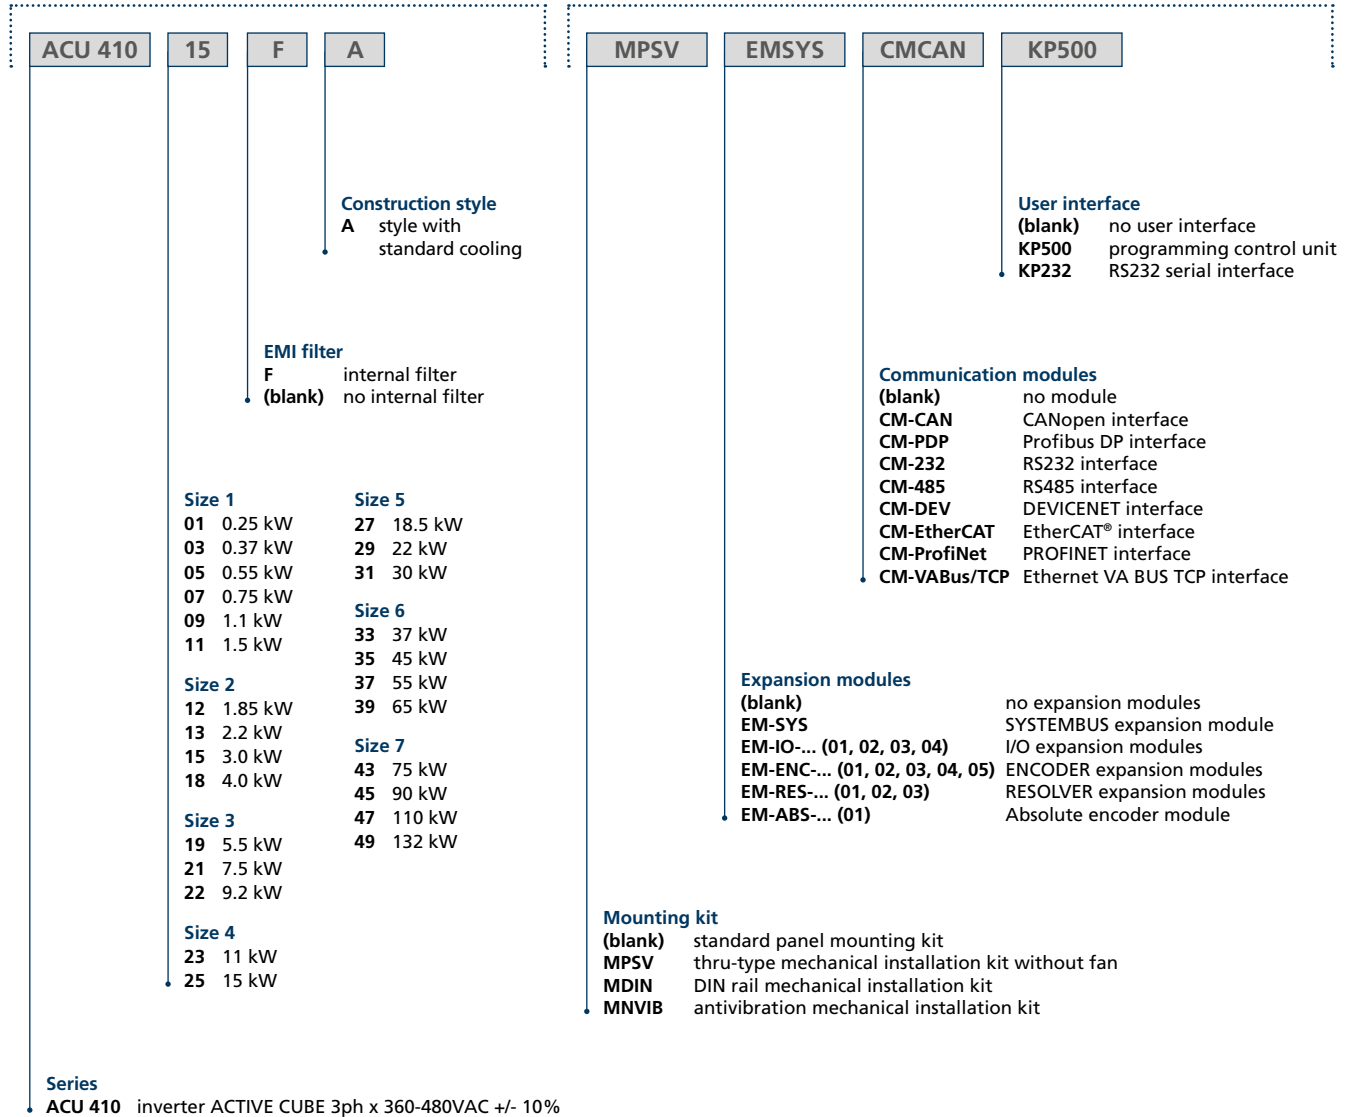 ACU 410 15 F A MPSV EMSYS CMCAN KP500
Construction style
A style with
standard cooling
User interface
(blank) no user interface
KP500 programming control unit
KP232 RS232 serial interface
EMI filter
F internal filter
(blank) no internal filter
Communication modules
(blank) no module
CM-CAN CANopen interface
CM-PDP Profibus DP interface
CM-232 RS232 interface
CM-485 RS485 interface
CM-DEV DEVICENET interface
CM-EtherCAT EtherCAT® interface
CM-ProfiNet PROFINET interface
CM-VABus/TCP Ethernet VA BUS TCP interface
Size 1
01 0.25 kW
03 0.37 kW
05 0.55 kW
07 0.75 kW
09 1.1 kW
11 1.5 kW
Size 2
12 1.85 kW
13 2.2 kW
15 3.0 kW
18 4.0 kW
Size 3
19 5.5 kW
21 7.5 kW
22 9.2 kW
Size 4
23 11 kW
25 15 kW
Size 5
27 18.5 kW
29 22 kW
31 30 kW
Size 6
33 37 kW
35 45 kW
37 55 kW
39 65 kW
Size 7
43 75 kW
45 90 kW
47 110 kW
49 132 kW
Expansion modules
(blank) no expansion modules
EM-SYS SYSTEMBUS expansion module
EM-IO-... (01, 02, 03, 04) I/O expansion modules
EM-ENC-... (01, 02, 03, 04, 05) ENCODER expansion modules
EM-RES-... (01, 02, 03) RESOLVER expansion modules
EM-ABS-... (01) Absolute encoder module
Mounting kit
(blank) standard panel mounting kit
MPSV thru-type mechanical installation kit without fan
MDIN DIN rail mechanical installation kit
MNVIB antivibration mechanical installation kit
Series
ACU 410 inverter ACTIVE CUBE 3ph x 360-480VAC +/- 10%